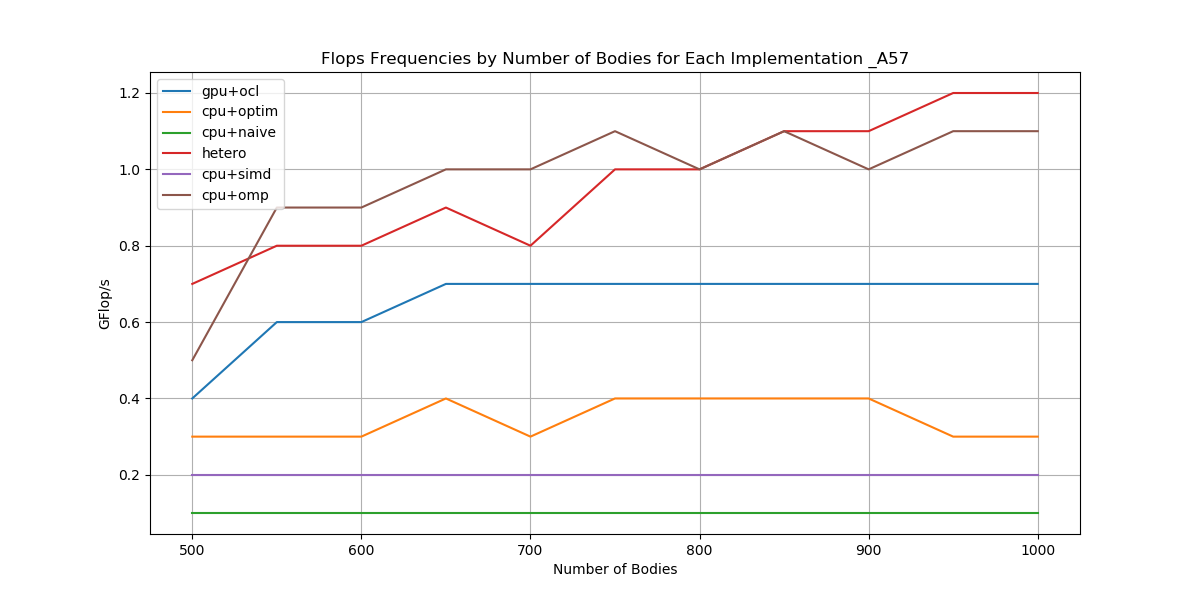 Flops Frequencies by Number of Bodies for Each Implementation _A57
gpu+ocl
cpu+optim
cpu+naive
hetero
cpu+simd
cpu+omp
1.2
1.0
0.8
0.6
0.4
0.2
GFlop/s
500 600 700 800 900 1000
Number of Bodies